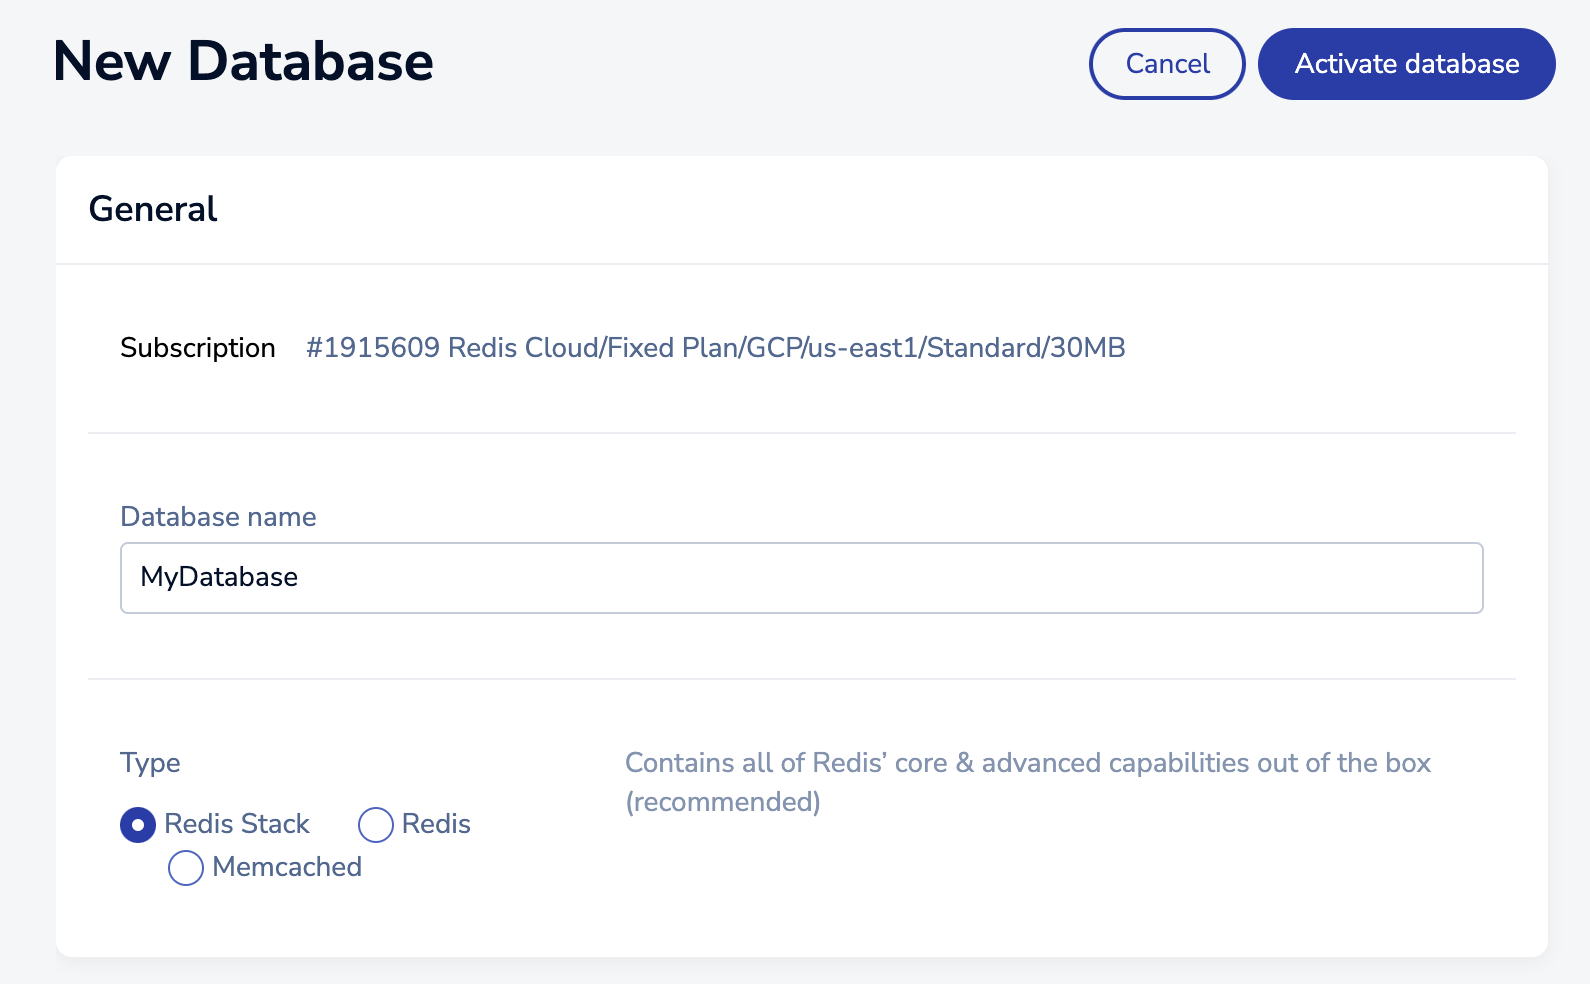 New Database
Cancel
Activate database
General
Subscription #1915609 Redis Cloud/Fixed Plan/GCP/us-east1/Standard/30MB
Database name
MyDatabase
Type
Contains all of Redis’ core & advanced capabilities out of the box
(recommended)
Redis Stack
Redis
Memcached